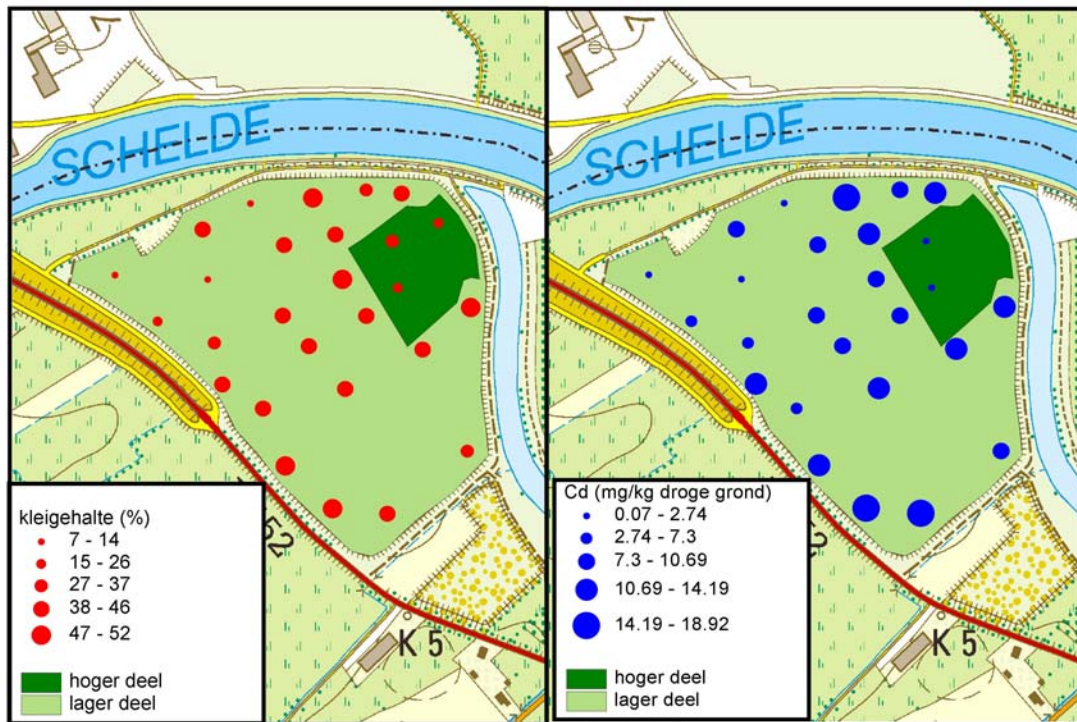 SCHELDE
kleigehalte (%)
7 - 14
15 - 26
27 - 37
38 - 46
47 - 52
hoger deel
lager deel
52
K 5
SCHELDE
Cd (mg/kg droge grond)
0.07 - 2.74
2.74 - 7.3
7.3 - 10.69
10.69 - 14.19
14.19 - 18.92
hoger deel
lager deel
52
K 5